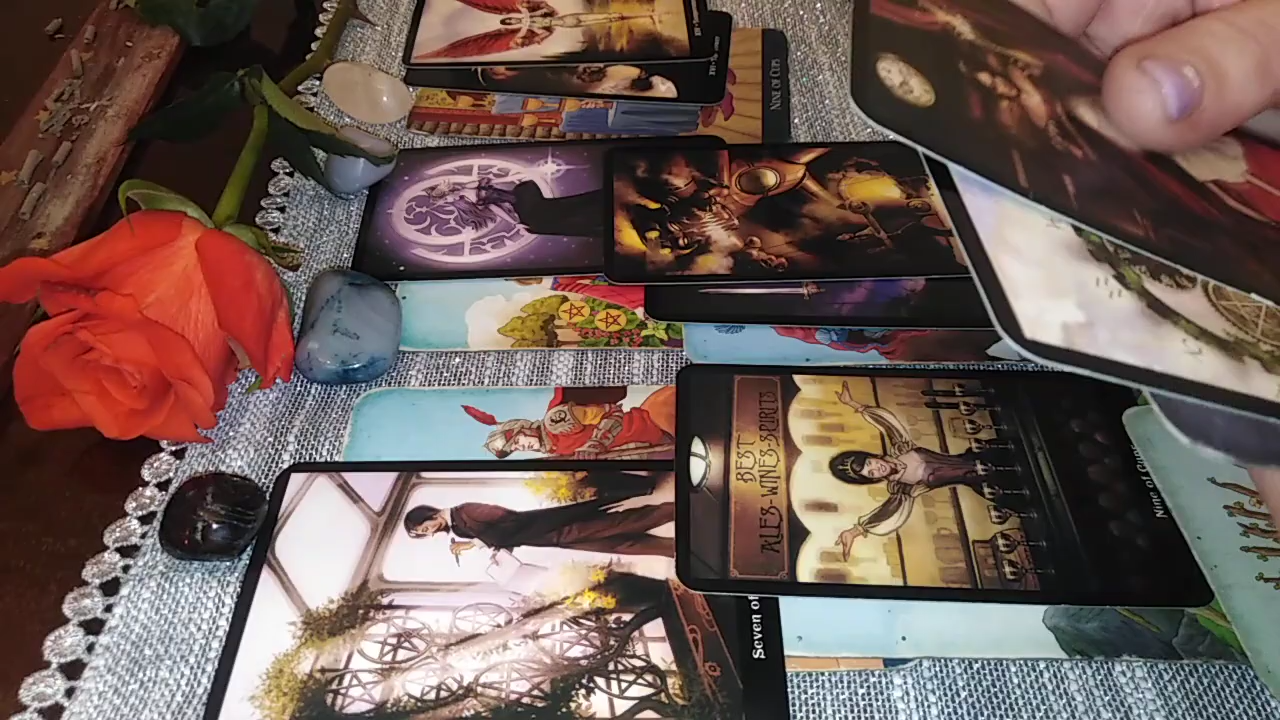 NINE OF CUPS
BEST
ALES-WINES-SPIRITS
Nine of Cups
Seven of